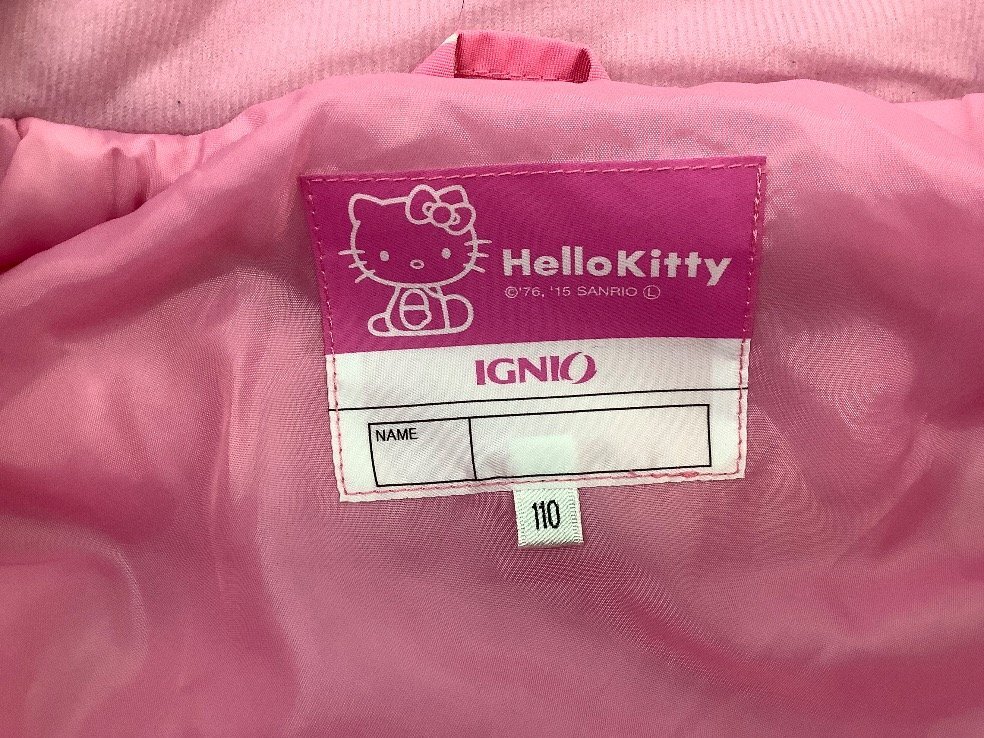 HelloKitty
©'76, '15 SANRIO Ⓛ
IGNIO
NAME
110